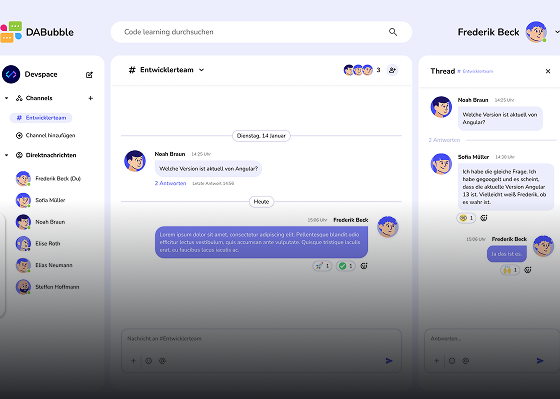 DABubble
Code learning durchsuchen
Frederik Beck
Devspace
Channels
# Entwicklerteam
Channel hinzufügen
Direktnachrichten
Frederik Beck (Du)
Sofia Müller
Noah Braun
Elise Roth
Elias Neumann
Steffen Hoffmann
# Entwicklerteam
3
Dienstag, 14 Januar
Noah Braun 14:25 Uhr
Welche Version ist aktuell von Angular?
2 Antworten Letzte Antwort 14:56
Heute
15:06 Uhr Frederik Beck
Lorem ipsum dolor sit amet, consectetur adipiscing elit. Pellentesque blandit odio
efficitur lectus vestibulum, quis accumsan ante vulputate. Quisque tristique iaculis
erat, eu faucibus lacus iaculis ac.
1
1
Nachricht an #Entwicklerteam
Thread # Entwicklerteam
Noah Braun 14:25 Uhr
Welche Version ist aktuell von
Angular?
2 Antworten
Sofia Müller 14:30 Uhr
Ich habe die gleiche Frage. Ich
habe gegoogelt und es scheint,
dass die aktuelle Version Angular
13 ist. Vielleicht weiß Frederik, ob
es wahr ist.
1
15:06 Uhr Frederik Beck
Ja das ist es.
1
Antworten...